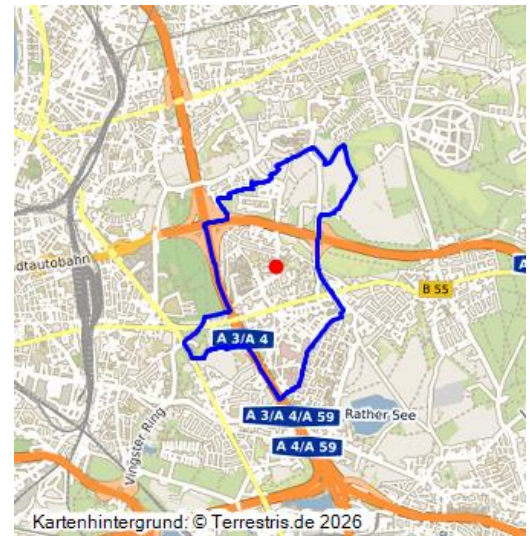 dtautobahn
A
B 55
A 3/A 4
A 3/A 4/A 59
Rather See
A 4/A 59
Vingster Ring
Kartenhintergrund: © Terrestris.de 2026